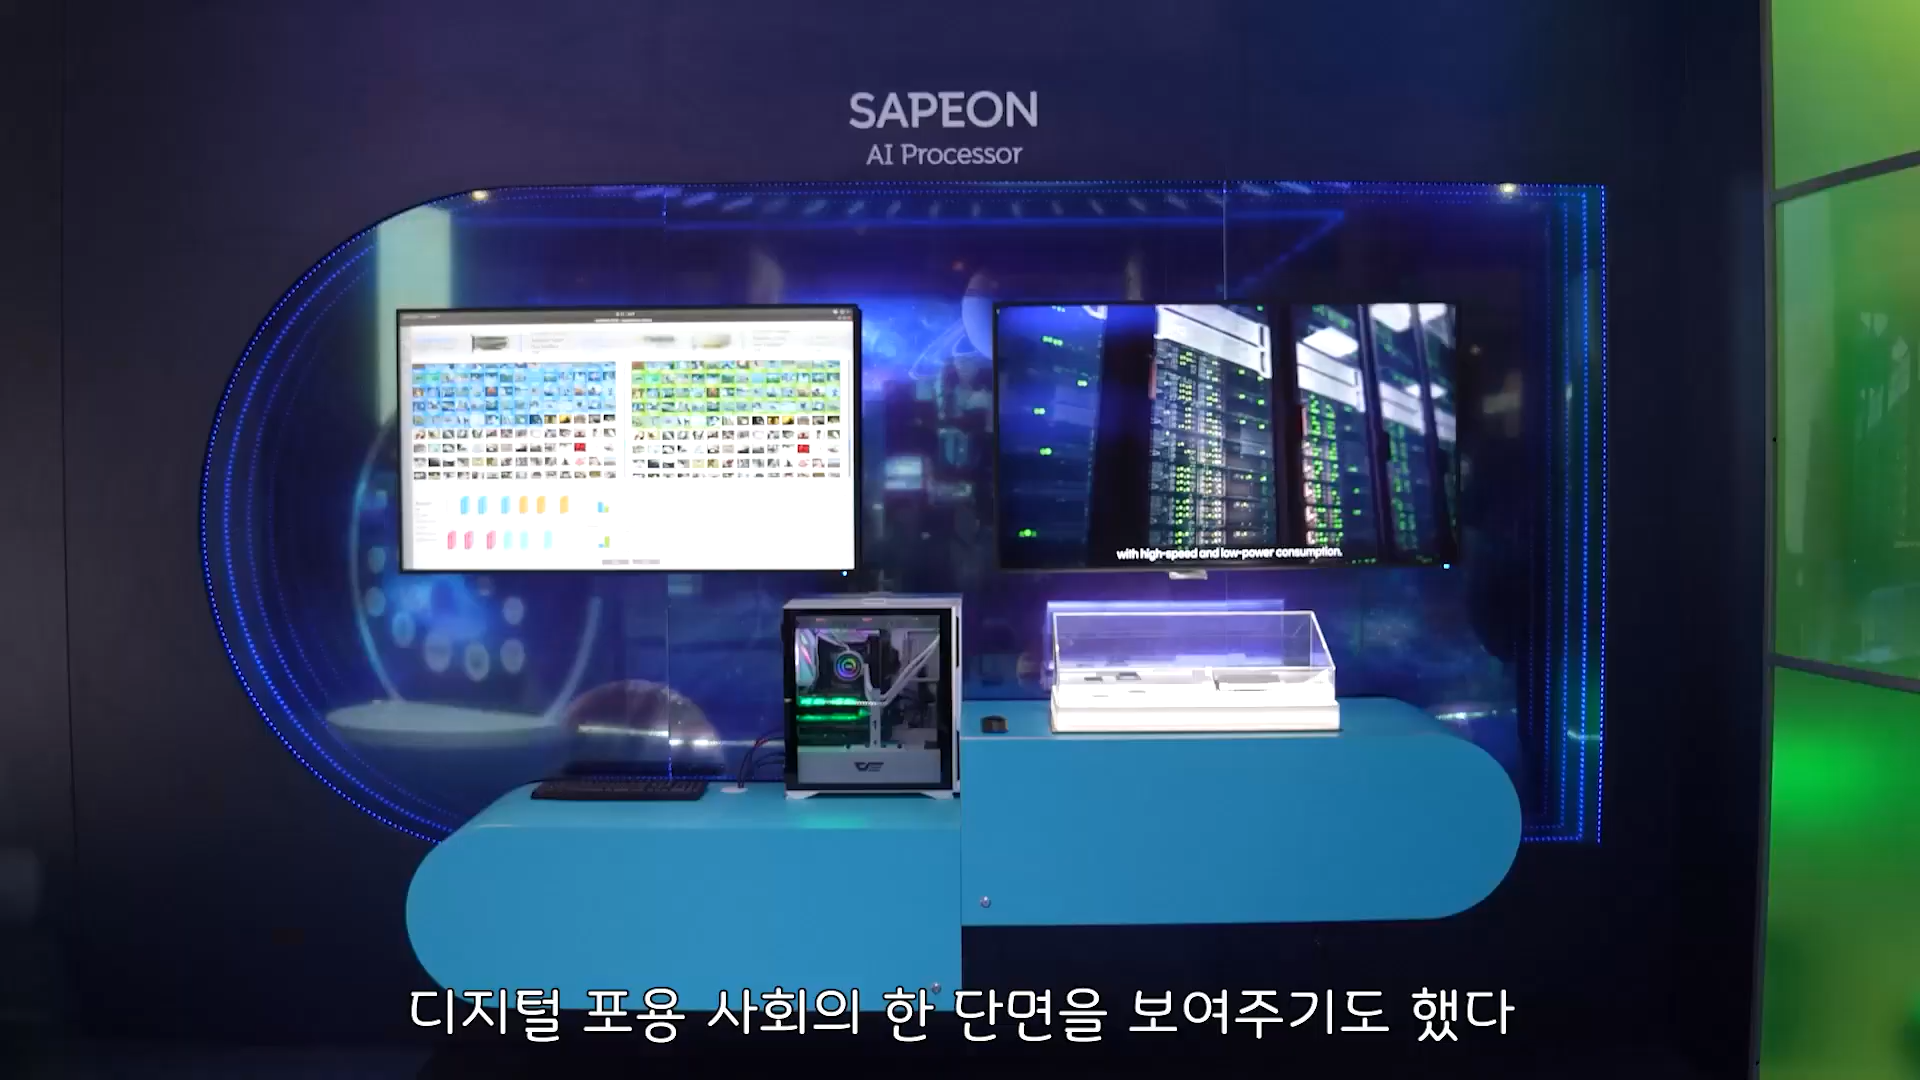 SAPEON
AI Processor
with high-speed and low-power consumption.
디지털 포용 사회의 한 단면을 보여주기도 했다